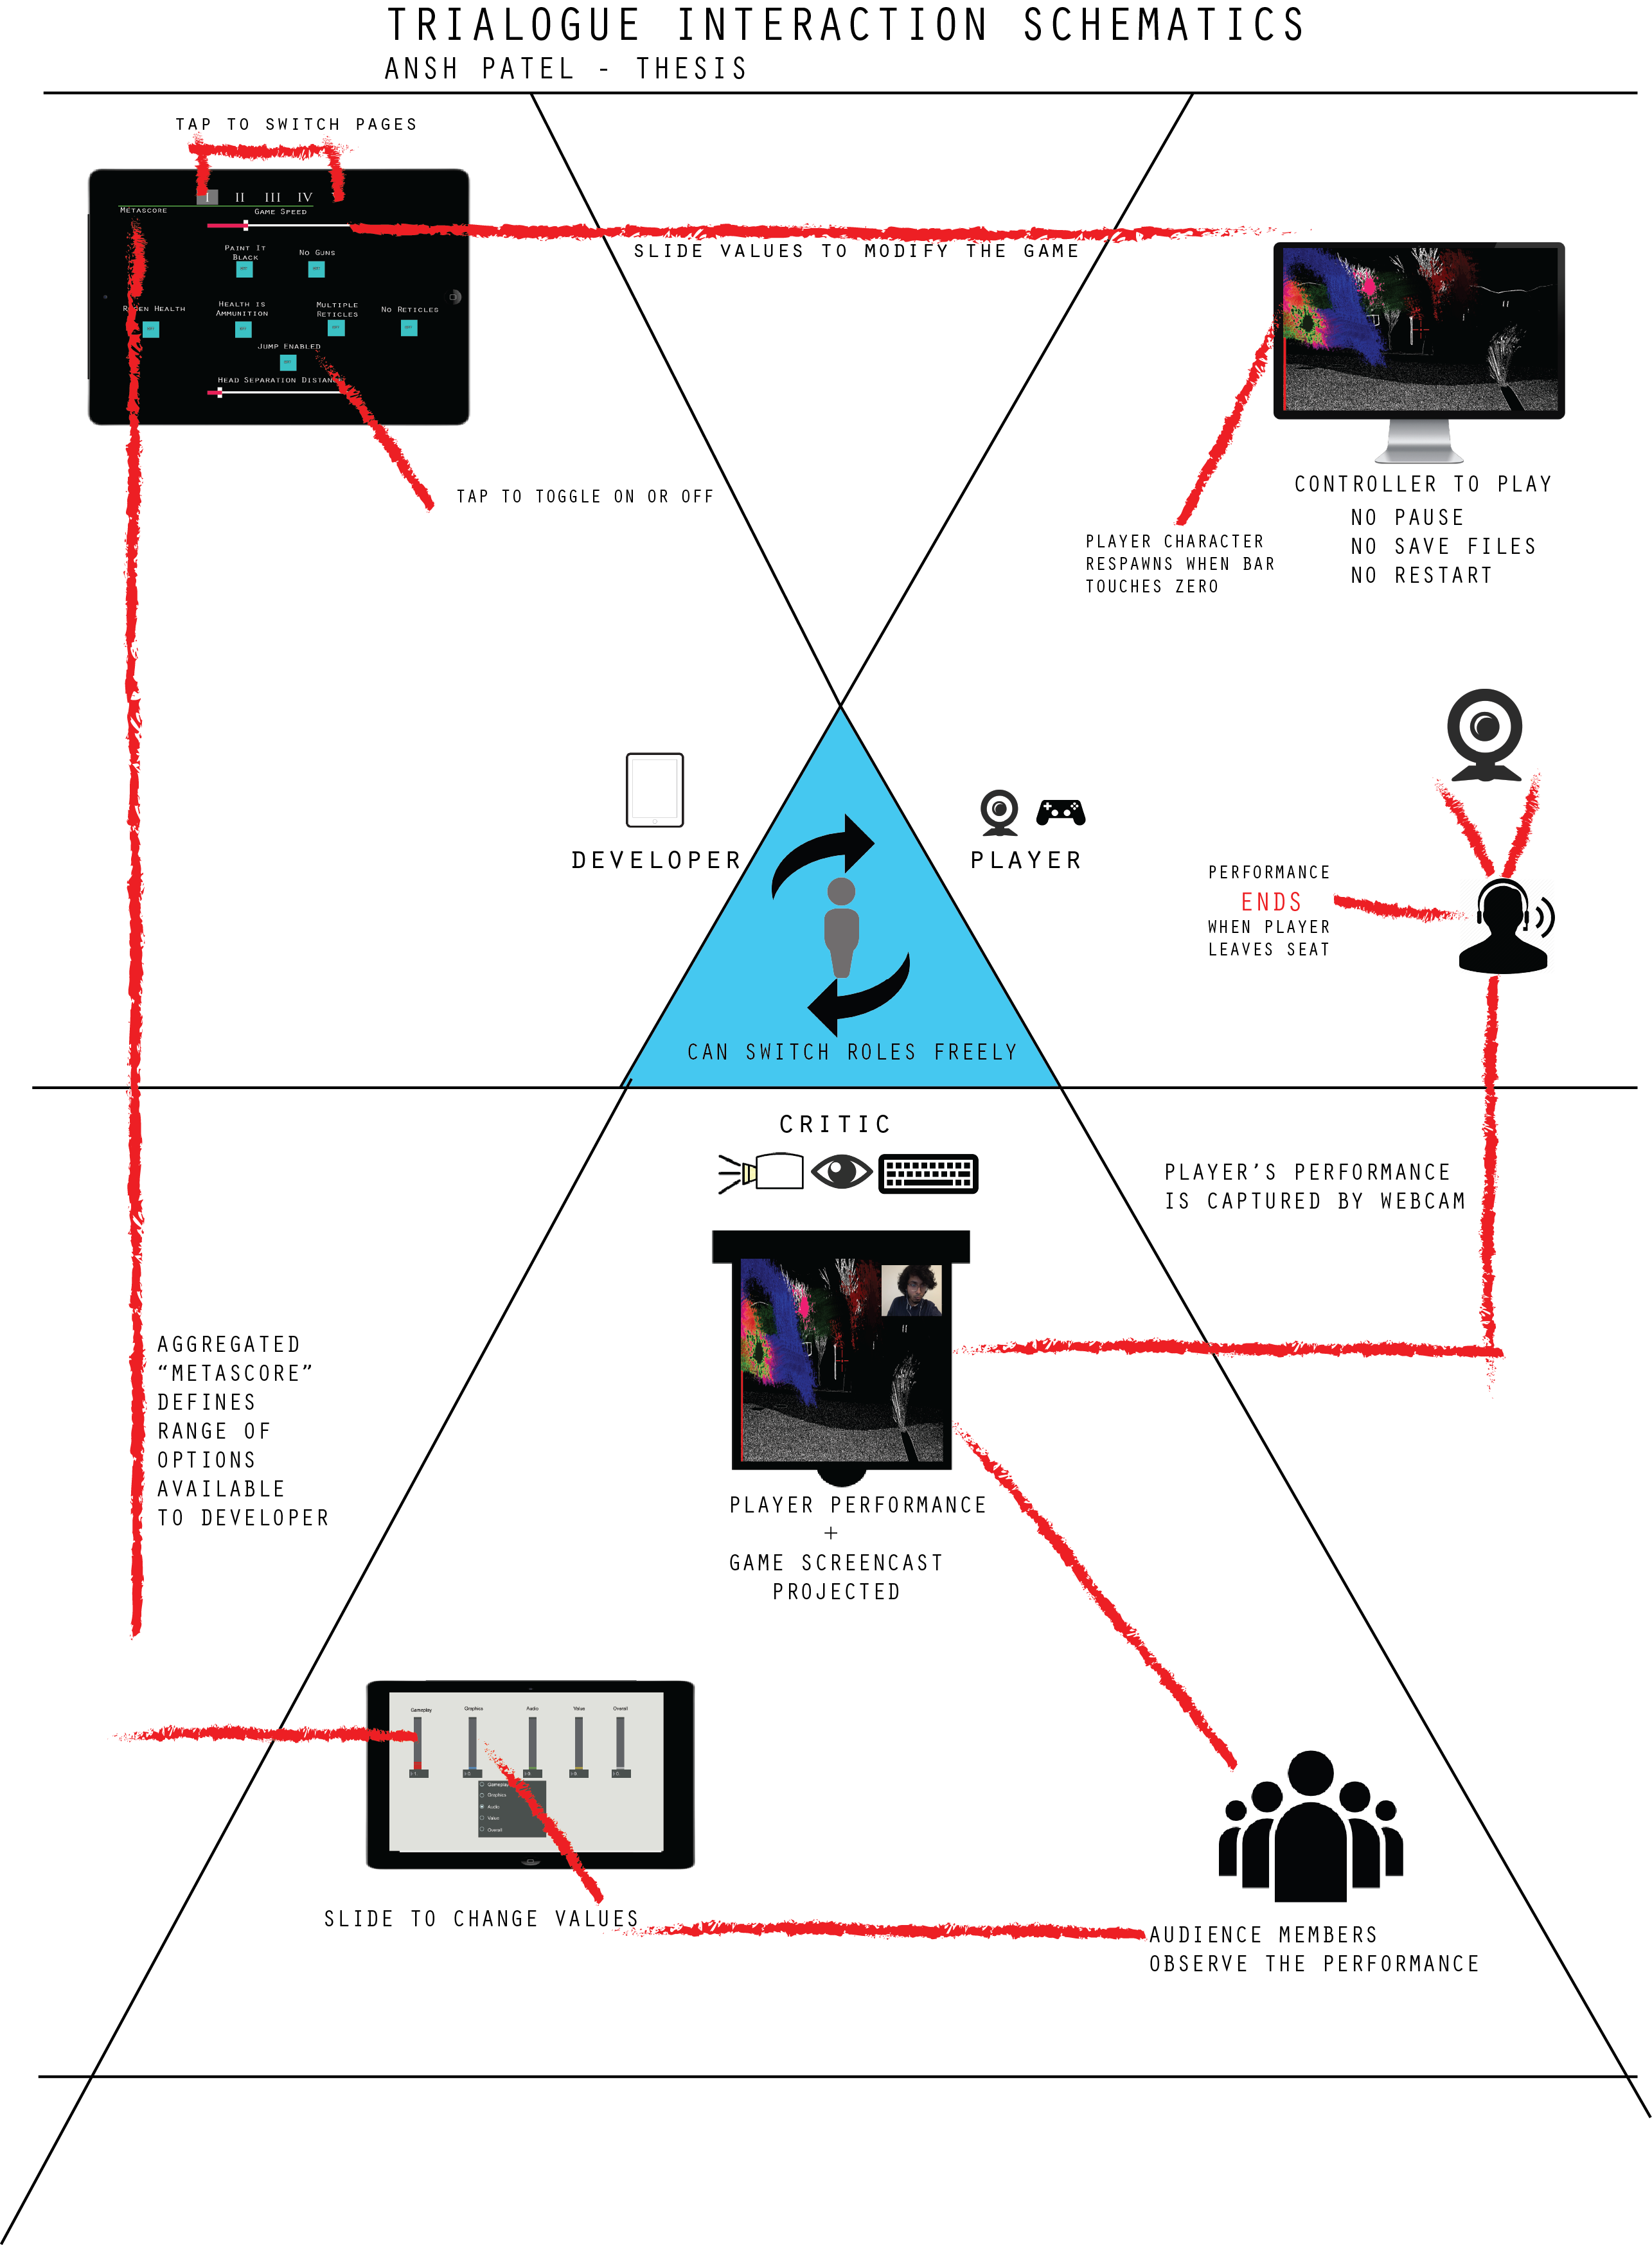 TRIALOGUE INTERACTION SCHEMATICS
ANSH PATEL - THESIS
TAP TO SWITCH PAGES
I II III IV
METASCORE
GAME SPEED
PAINT IT
BLACK
NO GUNS
HEALTH
HEALTH IS
AMMUNITION
MULTIPLE
RETICLES
NO RETICLES
JUMP ENABLED
HEAD SEPARATION DISTANCE
SLIDE VALUES TO MODIFY THE GAME
TAP TO TOGGLE ON OR OFF
CONTROLLER TO PLAY
NO PAUSE
NO SAVE FILES
NO RESTART
PLAYER CHARACTER
RESPAWNS WHEN BAR
TOUCHES ZERO
DEVELOPER
PLAYER
PERFORMANCE
ENDS
WHEN PLAYER
LEAVES SEAT
CAN SWITCH ROLES FREELY
CRITIC
PLAYER'S PERFORMANCE
IS CAPTURED BY WEBCAM
AGGREGATED
“METASCORE”
DEFINES
RANGE OF
OPTIONS
AVAILABLE
TO DEVELOPER
PLAYER PERFORMANCE
+
GAME SCREENCAST
PROJECTED
Gameplay Graphics Audio Value Overall
Gameplay
Graphics
Audio
Value
Overall
SLIDE TO CHANGE VALUES
AUDIENCE MEMBERS
OBSERVE THE PERFORMANCE